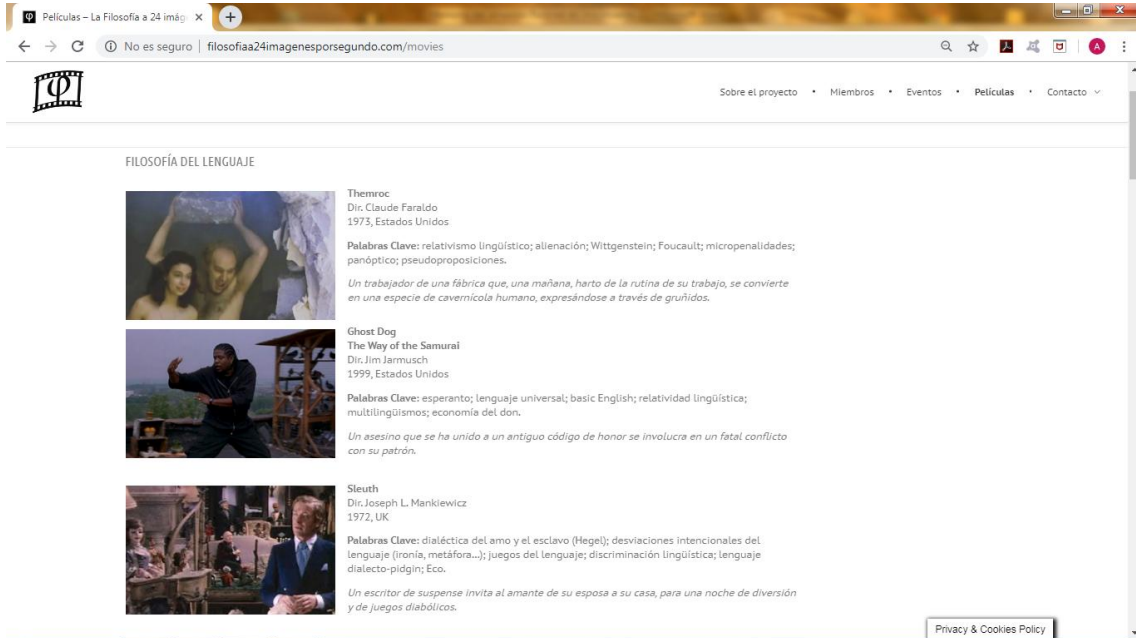 Películas – La Filosofía a 24 imág
No es seguro | filosofiaa24imagenesporsegundo.com/movies
A
φ
Sobre el proyecto • Miembros • Eventos • Películas • Contacto
FILOSOFÍA DEL LENGUAJE
Themroc
Dir. Claude Faraldo
1973, Estados Unidos
Palabras Clave: relativismo lingüístico; alienación; Wittgenstein; Foucault; micropenalidades;
panóptico; pseudoproposiciones.
Un trabajador de una fábrica que, una mañana, harto de la rutina de su trabajo, se convierte
en una especie de cavernícola humano, expresándose a través de gruñidos.
Ghost Dog
The Way of the Samurai
Dir. Jim Jarmusch
1999, Estados Unidos
Palabras Clave: esperanto; lenguaje universal; basic English; relatividad lingüística;
multilingüismos; economía del don.
Un asesino que se ha unido a un antiguo código de honor se involucra en un fatal conflicto
con su patrón.
Sleuth
Dir. Joseph L. Mankiewicz
1972, UK
Palabras Clave: dialéctica del amo y el esclavo (Hegel); desviaciones intencionales del
lenguaje (ironía, metáfora...); juegos del lenguaje; discriminación lingüística; lenguaje
dialecto-pidgin; Eco.
Un escritor de suspense invita al amante de su esposa a su casa, para una noche de diversión
y de juegos diabólicos.
Privacy & Cookies Policy